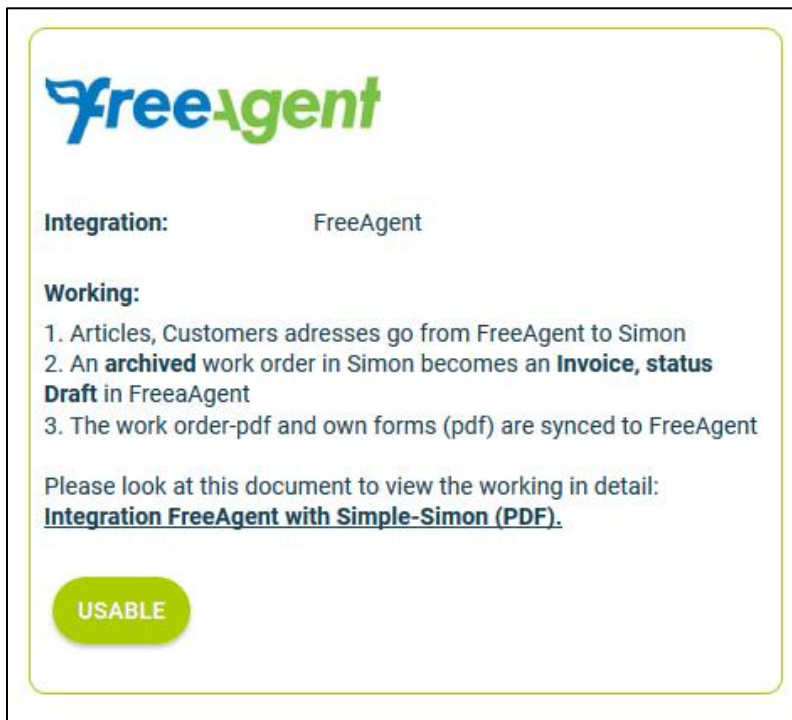 freeAgent
Integration: FreeAgent
Working:
1. Articles, Customers adresses go from FreeAgent to Simon
2. An archived work order in Simon becomes an Invoice, status
Draft in FreeaAgent
3. The work order-pdf and own forms (pdf) are synced to FreeAgent
Please look at this document to view the working in detail:
Integration FreeAgent with Simple-Simon (PDF).
USABLE